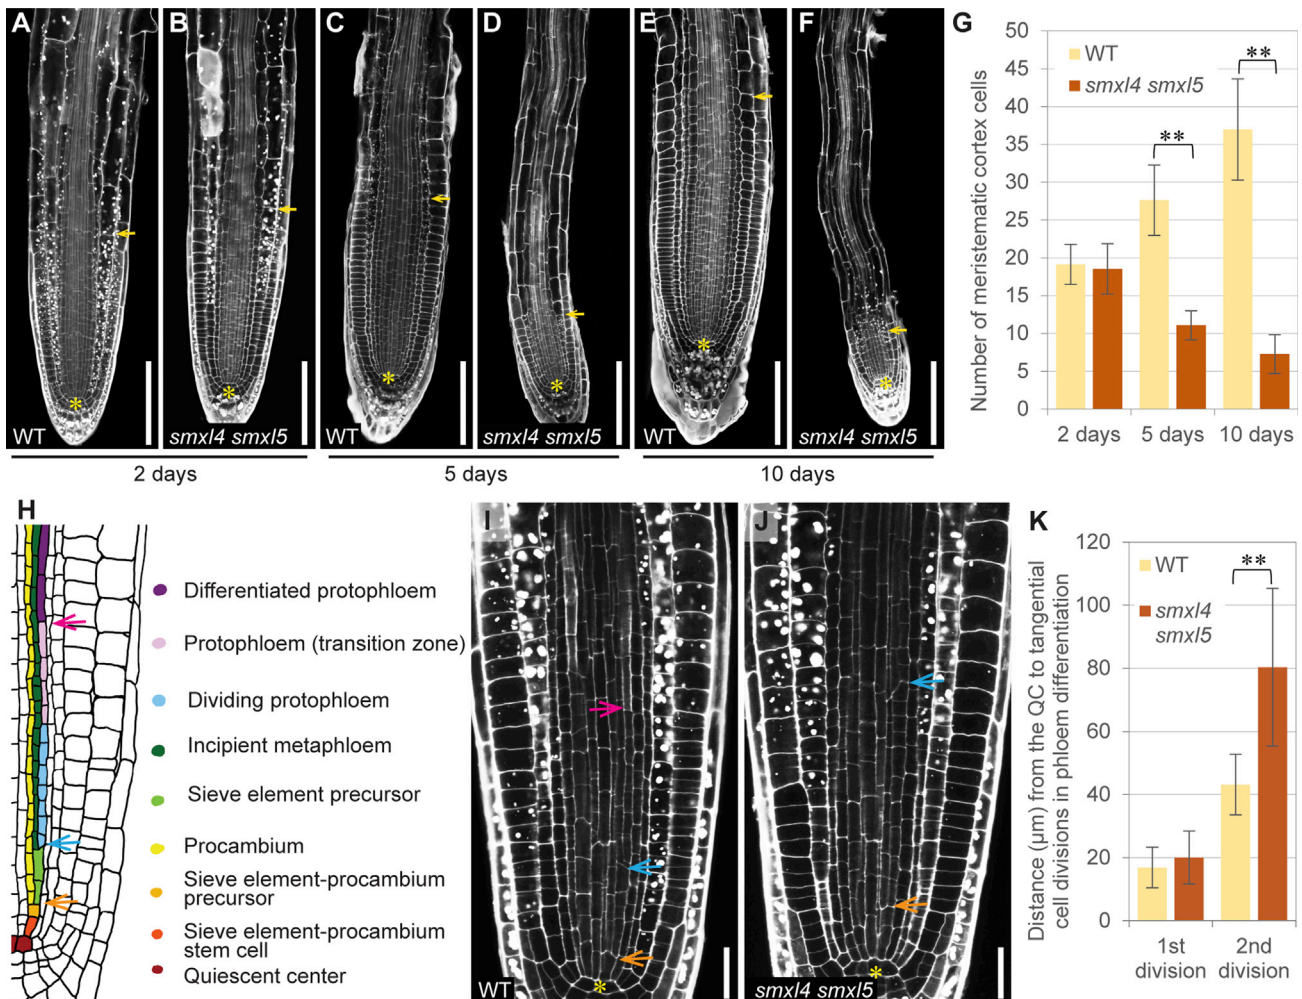 A
B
C
D
E
F
WT
smxl4 smxl5
WT
smxl4 smxl5
WT
smxl4 smxl5
2 days
5 days
10 days
G
Number of meristematic cortex cells
50
45
40
35
30
25
20
15
10
5
0
WT
smxl4 smxl5
**
**
2 days
5 days
10 days
H
Differentiated protophloem
Protophloem (transition zone)
Dividing protophloem
Incipient metaphloem
Sieve element precursor
Procambium
Sieve element-procambium
precursor
Sieve element-procambium
stem cell
Quiescent center
I
WT
J
smxl4 smxl5
K
Distance (µm) from the QC to tangential
cell divisions in phloem differentiation
120
100
80
60
40
20
0
WT
smxl4
smxl5
**
1st
division
2nd
division